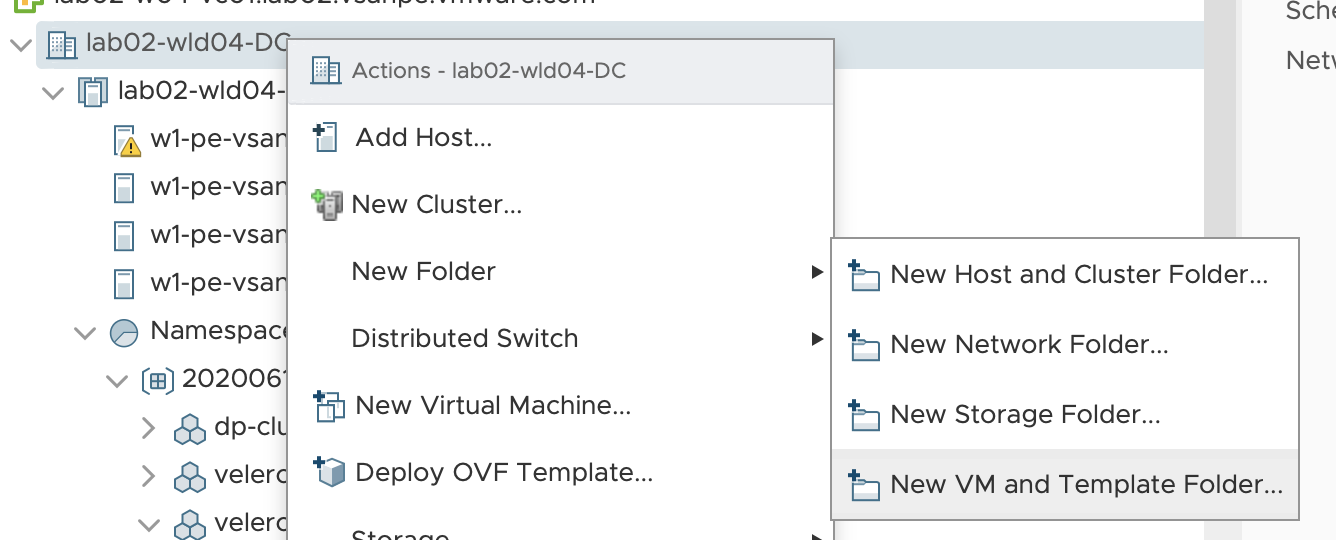 lab02-wld04-DC
Actions - lab02-wld04-DC
lab02-wld04-
Add Host...
w1-pe-vsan
w1-pe-vsan
New Cluster...
w1-pe-vsan
New Folder
New Host and Cluster Folder...
w1-pe-vsan
Namespace
Distributed Switch
New Network Folder...
2020061
New Virtual Machine...
New Storage Folder...
dp-clu
Deploy OVF Template...
New VM and Template Folder...
velero
velero
Storage
Sche
Netw